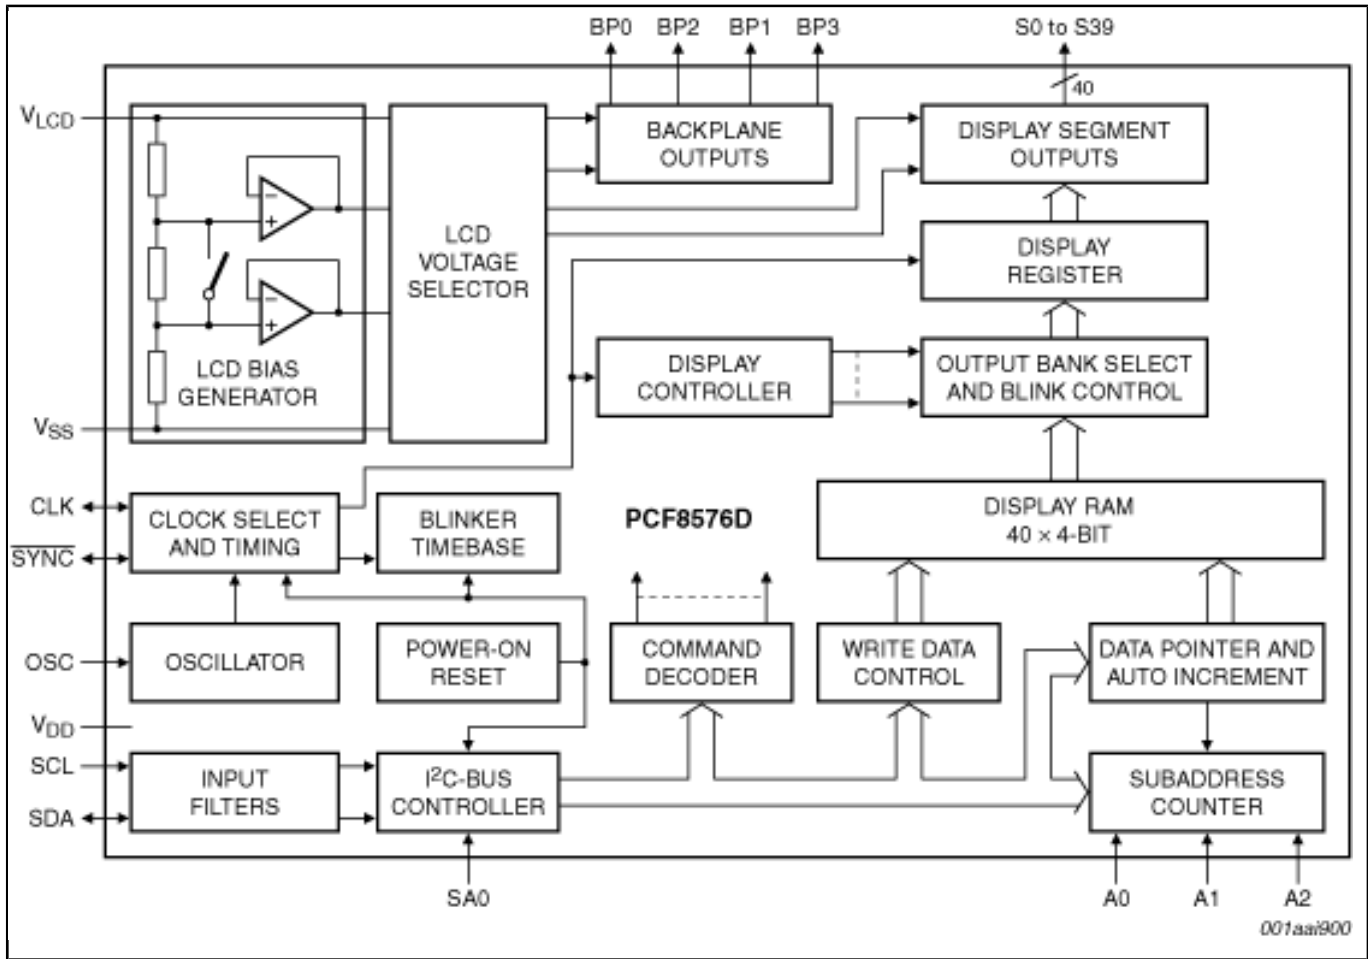 BP0 BP2 BP1 BP3 S0 to S39
40
VLCD
BACKPLANE
OUTPUTS
DISPLAY SEGMENT
OUTPUTS
−
+
LCD
VOLTAGE
SELECTOR
DISPLAY
REGISTER
−
+
LCD BIAS
GENERATOR
DISPLAY
CONTROLLER
OUTPUT BANK SELECT
AND BLINK CONTROL
VSS
CLK
SYNC
CLOCK SELECT
AND TIMING
BLINKER
TIMEBASE
PCF8576D
DISPLAY RAM
40 × 4-BIT
OSC
OSCILLATOR
POWER-ON
RESET
COMMAND
DECODER
WRITE DATA
CONTROL
DATA POINTER AND
AUTO INCREMENT
VDD
SCL
SDA
INPUT
FILTERS
I²C-BUS
CONTROLLER
SUBADDRESS
COUNTER
SA0 A0 A1 A2
001aai900